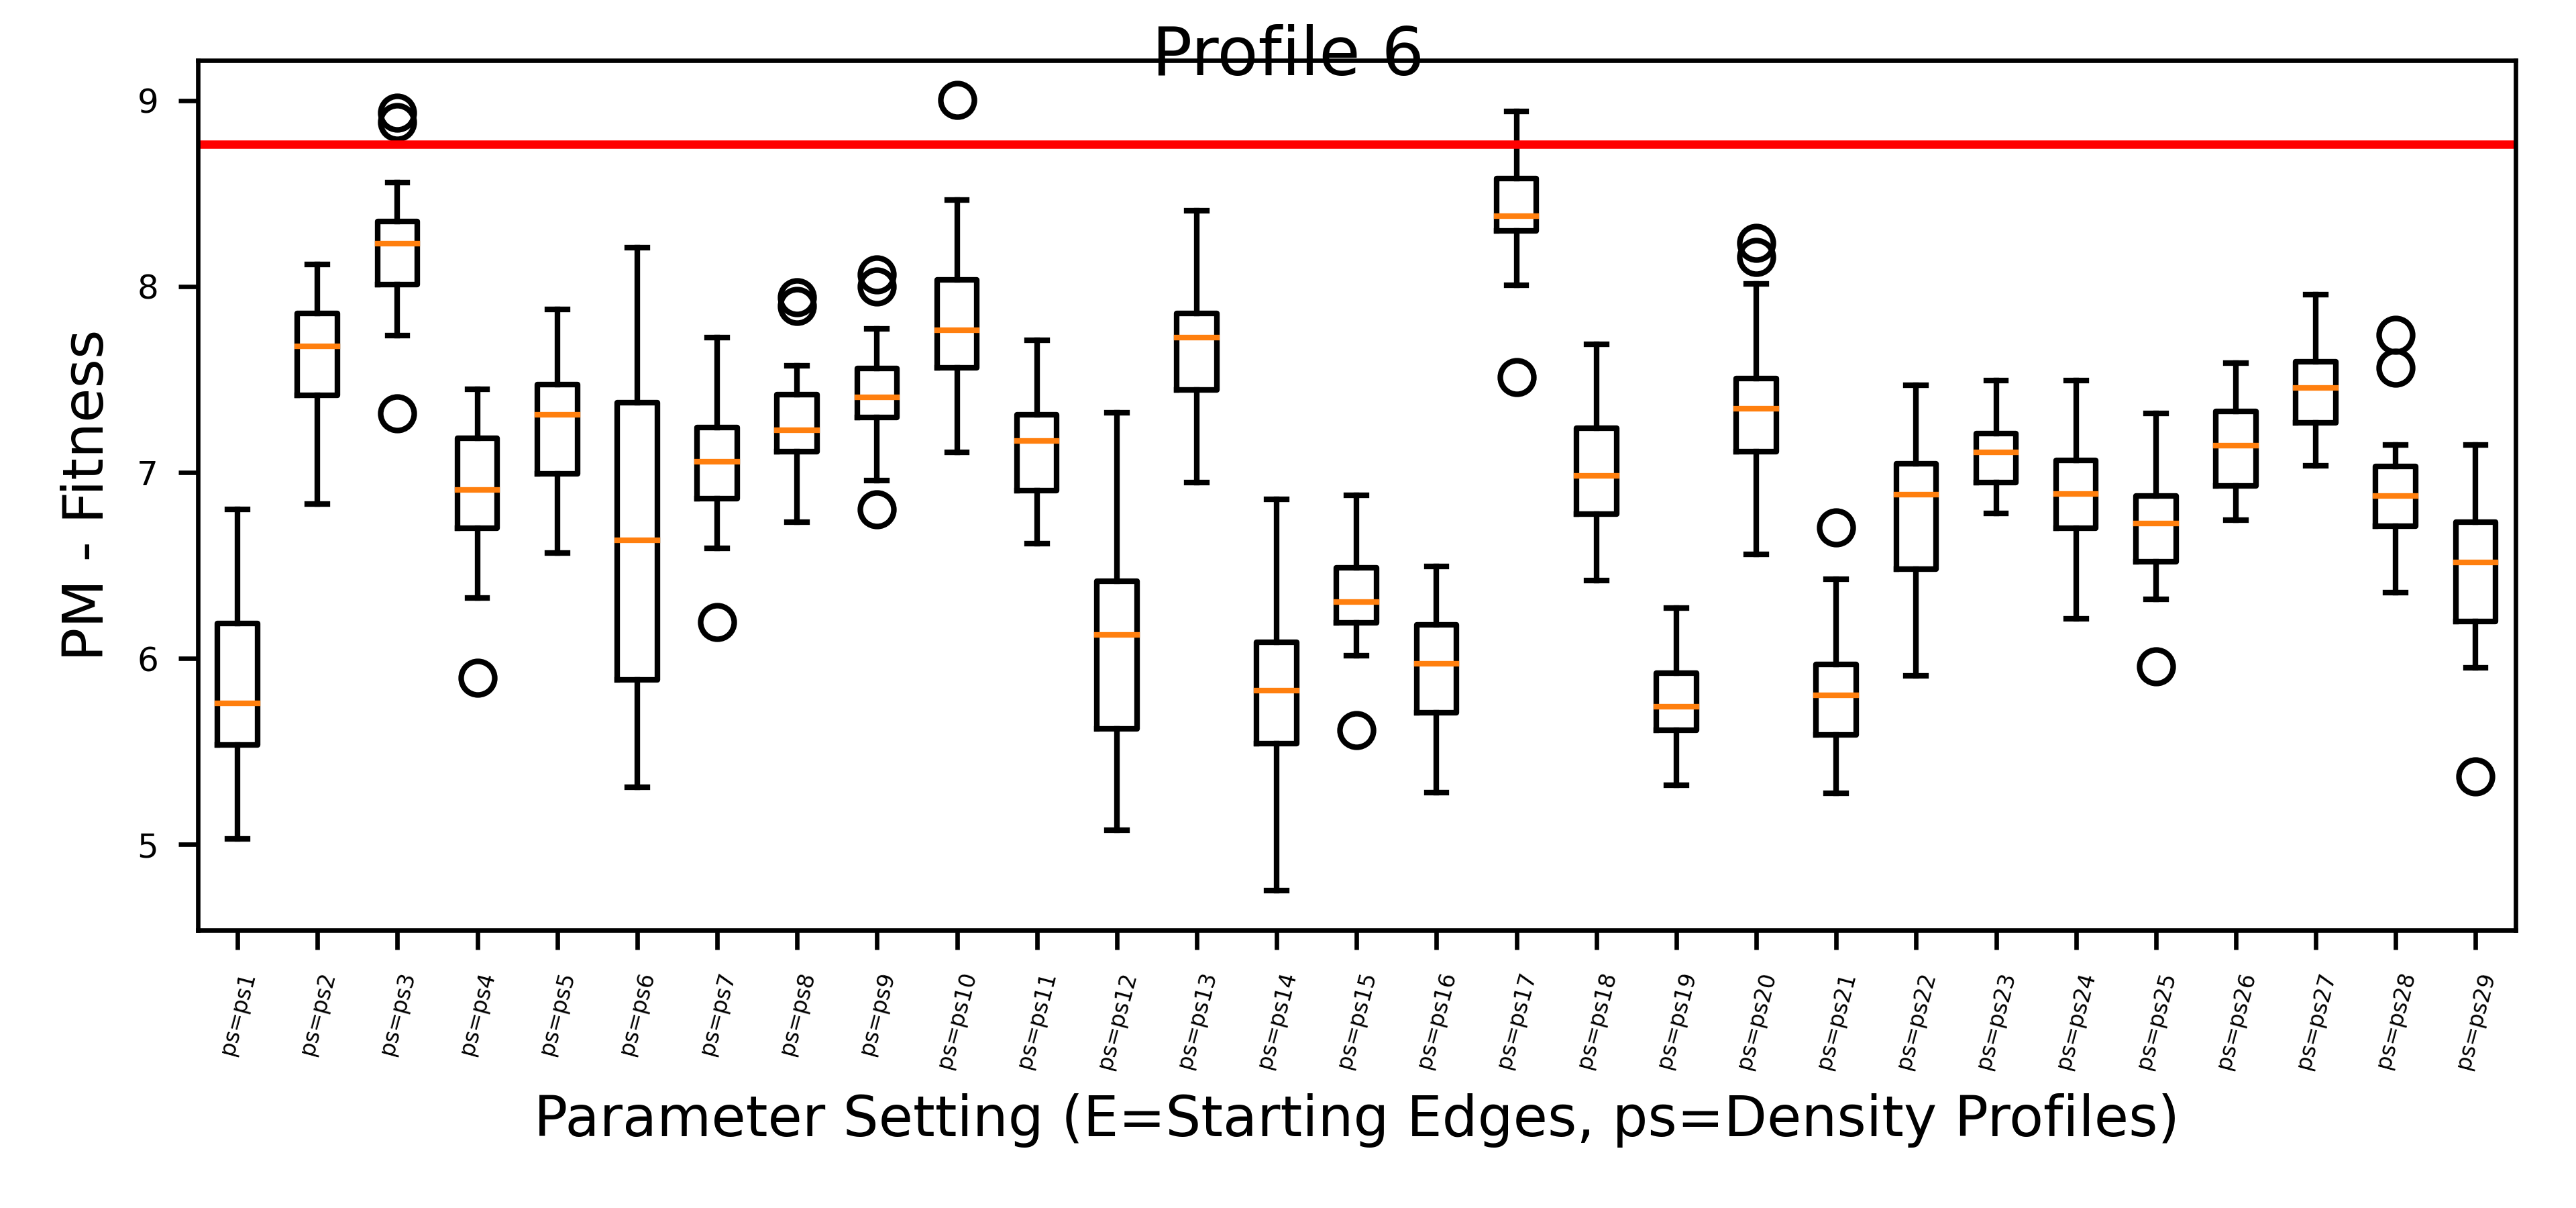 Profile 6
PM - Fitness
9
8
7
6
5
ps=ps1
ps=ps2
ps=ps3
ps=ps4
ps=ps5
ps=ps6
ps=ps7
ps=ps8
ps=ps9
ps=ps10
ps=ps11
ps=ps12
ps=ps13
ps=ps14
ps=ps15
ps=ps16
ps=ps17
ps=ps18
ps=ps19
ps=ps20
ps=ps21
ps=ps22
ps=ps23
ps=ps24
ps=ps25
ps=ps26
ps=ps27
ps=ps28
ps=ps29
Parameter Setting (E=Starting Edges, ps=Density Profiles)